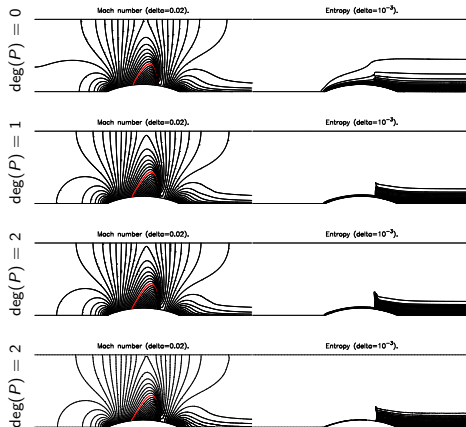 deg(P) = 0
Mach number (delta=0.02).
Entropy (delta=10⁻³).
deg(P) = 1
Mach number (delta=0.02).
Entropy (delta=10⁻³).
deg(P) = 2
Mach number (delta=0.02).
Entropy (delta=10⁻³).
deg(P) = 2
Mach number (delta=0.02).
Entropy (delta=10⁻³).